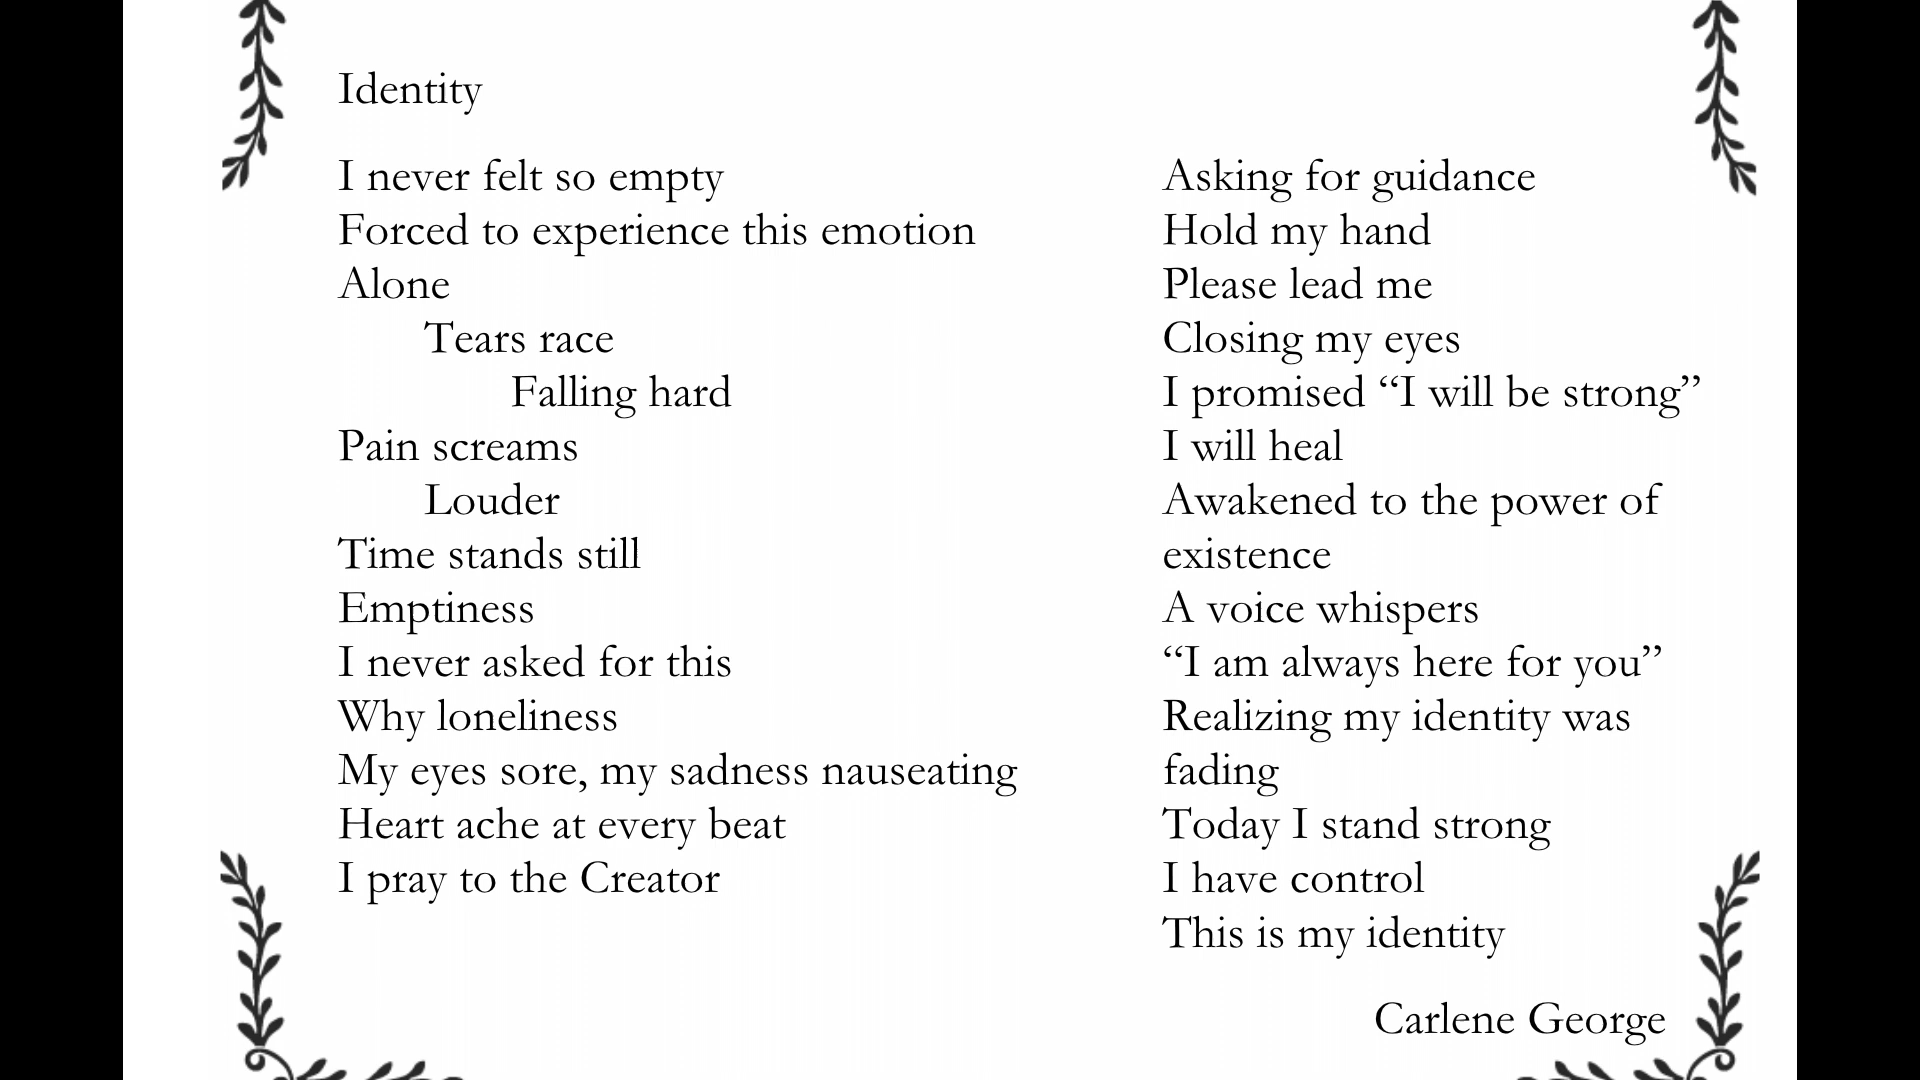 Identity
I never felt so empty
Forced to experience this emotion
Alone
Tears race
Falling hard
Pain screams
Louder
Time stands still
Emptiness
I never asked for this
Why loneliness
My eyes sore, my sadness nauseating
Heart ache at every beat
I pray to the Creator
Asking for guidance
Hold my hand
Please lead me
Closing my eyes
I promised “I will be strong”
I will heal
Awakened to the power of
existence
A voice whispers
“I am always here for you”
Realizing my identity was
fading
Today I stand strong
I have control
This is my identity
Carlene George